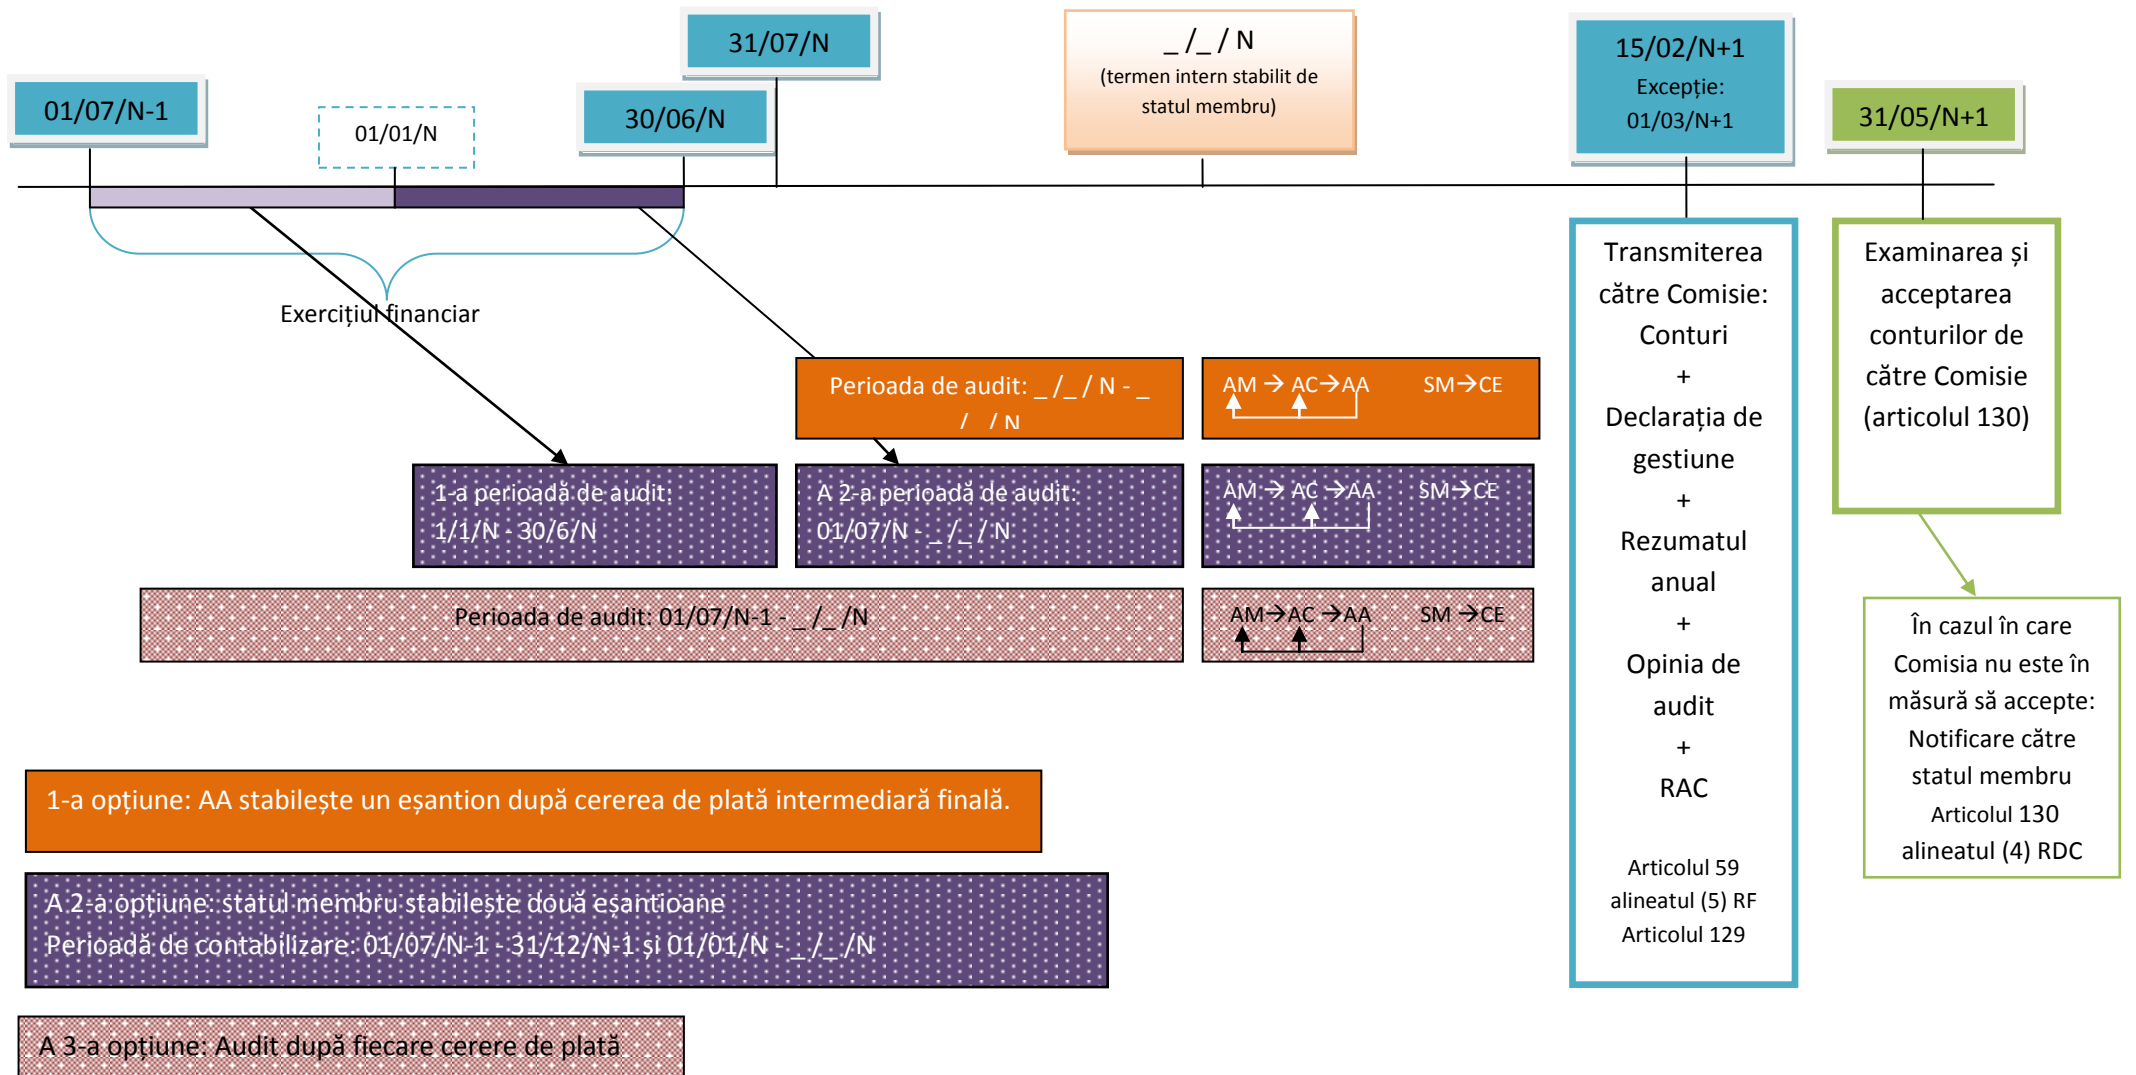 01/07/N-1
01/01/N
30/06/N
31/07/N
_ /_ / N
(termen intern stabilit de
statul membru)
15/02/N+1
Excepție:
01/03/N+1
31/05/N+1
Exercițiul financiar
Perioada de audit: _ /_ / N - _
/_ / N
AM → AC→AA SM→CE
1-a perioadă de audit:
1/1/N - 30/6/N
A 2-a perioadă de audit:
01/07/N - _ /_ / N
AM → AC →AA SM→CE
Perioada de audit: 01/07/N-1 - _ /_ /N
AM→AC →AA SM →CE
Transmiterea
către Comisie:
Conturi
+
Declarația de
gestiune
+
Rezumatul
anual
+
Opinia de
audit
+
RAC
Articolul 59
alineatul (5) RF
Articolul 129
Examinarea și
acceptarea
conturilor de
către Comisie
(articolul 130)
În cazul în care
Comisia nu este în
măsură să accepte:
Notificare către
statul membru
Articolul 130
alineatul (4) RDC
1-a opțiune: AA stabilește un eșantion după cererea de plată intermediară finală.
A 2-a opțiune: statul membru stabilește două eșantioane
Perioadă de contabilizare: 01/07/N-1 - 31/12/N-1 și 01/01/N - _ /_ /N
A 3-a opțiune: Audit după fiecare cerere de plată